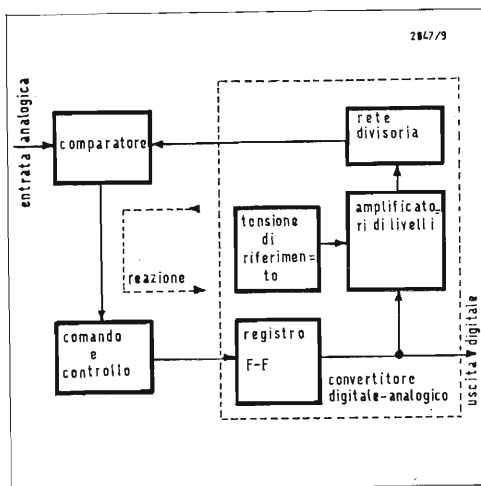 2847/9
entrata analogica
comparatore
rete
divisoria
tensione
di
riferimen=
to
amplificato=
ri di livelli
reazione
comando
e
controllo
registro
F-F
convertitore
digitale-analogico
uscita digitale